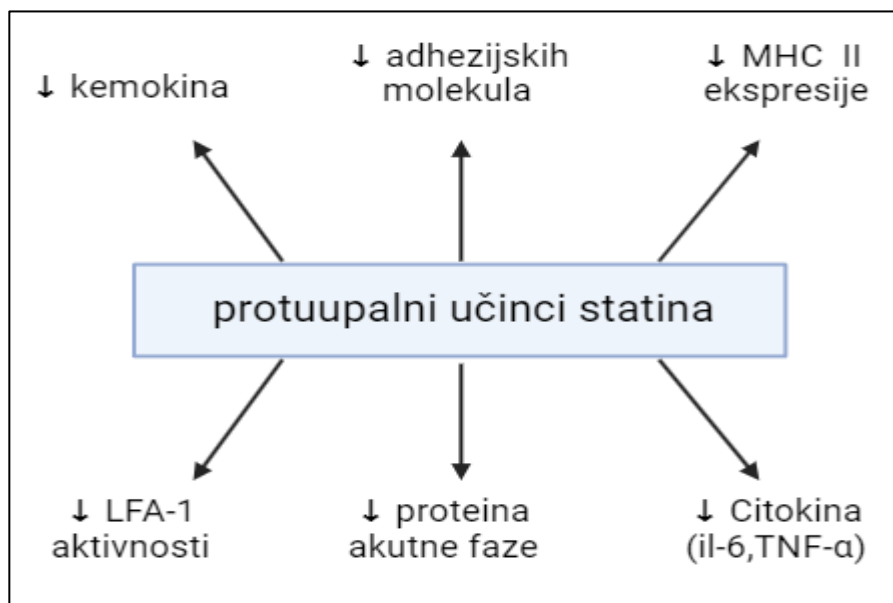 ↓ kemokina
↓ adhezijskih
molekula
↓ MHC II
ekspresije
protuupalni učinci statina
↓ LFA-1
aktivnosti
↓ proteina
akutne faze
↓ Citokina
(il-6,TNF-α)